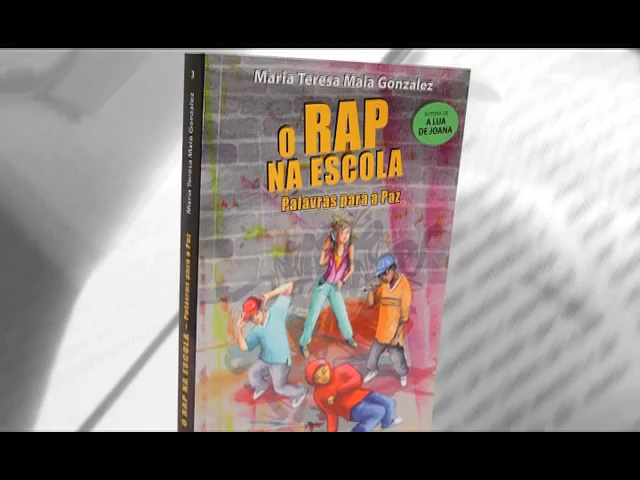 Maria Teresa Maia Gonzalez
O RAP
NA ESCOLA
Palavras para a Paz
AUTORA DE
A LUA
DE JOANA
3
Maria Teresa Maia Gonzalez
O RAP NA ESCOLA – Palavras para a Paz